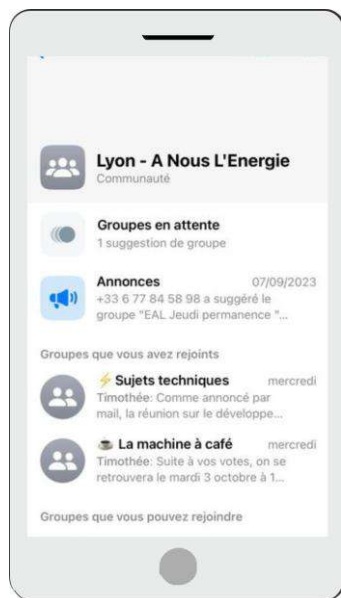 Lyon - A Nous L'Energie
Communauté
Groupes en attente
1 suggestion de groupe
Annonces 07/09/2023
+33 6 77 84 58 98 a suggéré le
groupe "EAL Jeudi permanence "...
Groupes que vous avez rejoints
⚡ Sujets techniques mercredi
Timothée: Comme annoncé par
mail, la réunion sur le développe...
☕ La machine à café mercredi
Timothée: Suite à vos votes, on se
retrouvera le mardi 3 octobre à 1...
Groupes que vous pouvez rejoindre